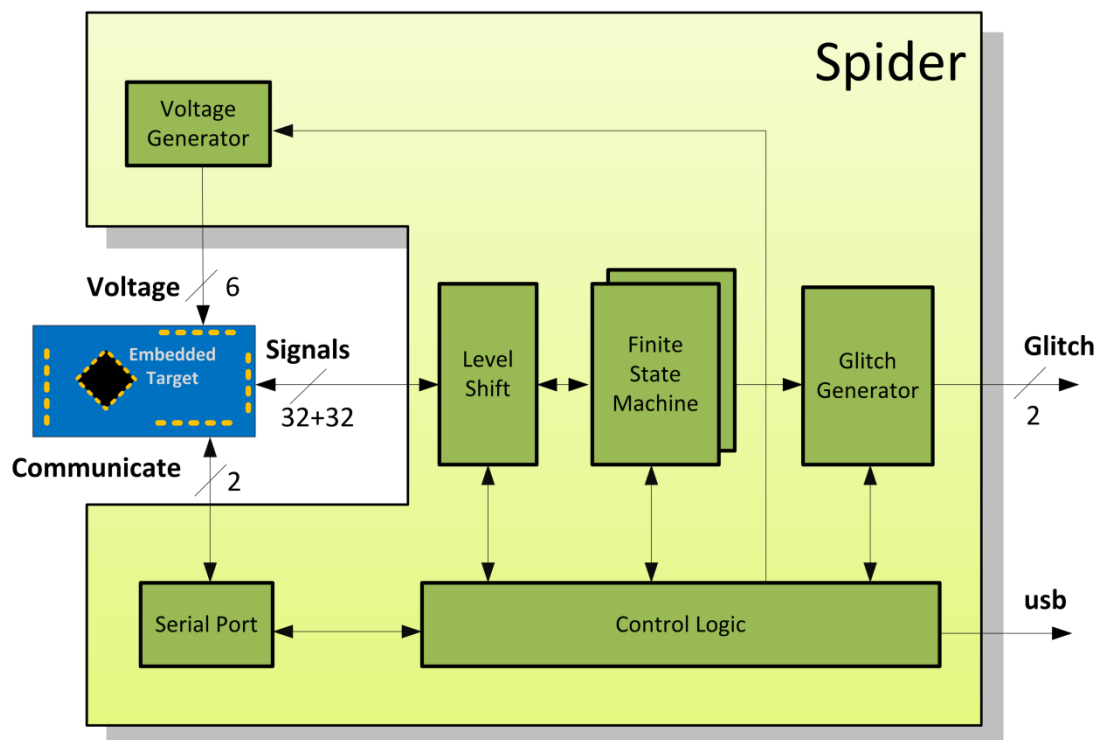 Spider
Voltage
Generator
Voltage
6
Embedded
Target
Signals
32+32
Communicate
2
Level
Shift
Finite
State
Machine
Glitch
Generator
Glitch
2
Serial Port
Control Logic
usb